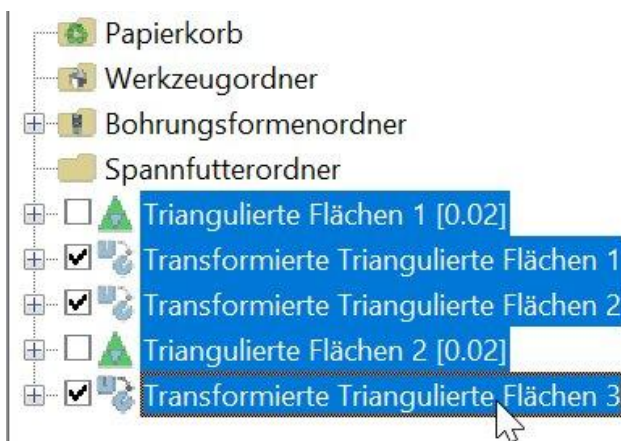 Papierkorb
Werkzeugordner
Bohrungsformenordner
Spannfutterordner
Triangulierte Flächen 1 [0.02]
Transformierte Triangulierte Flächen 1
Transformierte Triangulierte Flächen 2
Triangulierte Flächen 2 [0.02]
Transformierte Triangulierte Flächen 3